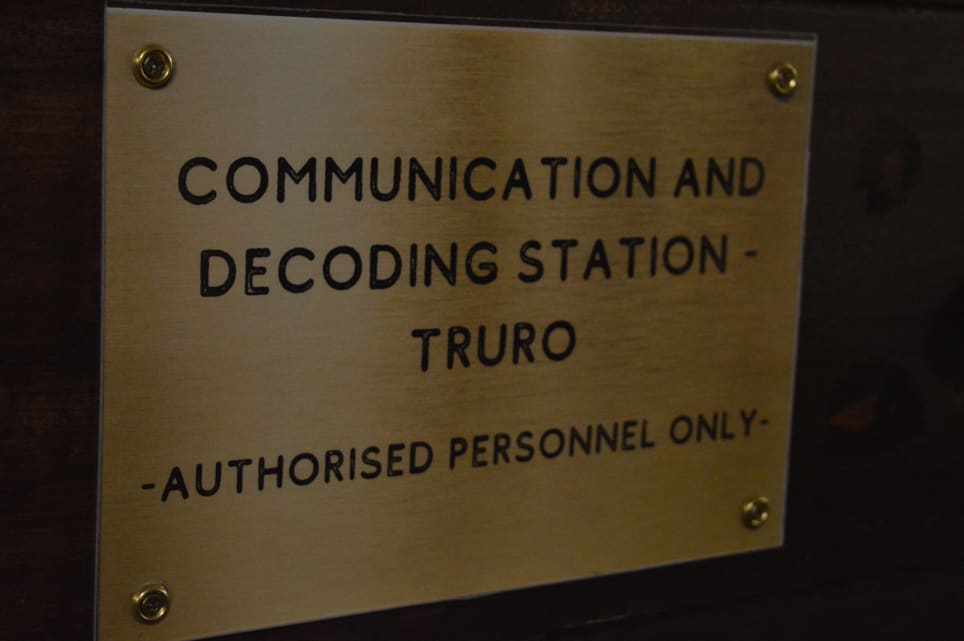 COMMUNICATION AND
DECODING STATION -
TRURO
-AUTHORISED PERSONNEL ONLY-